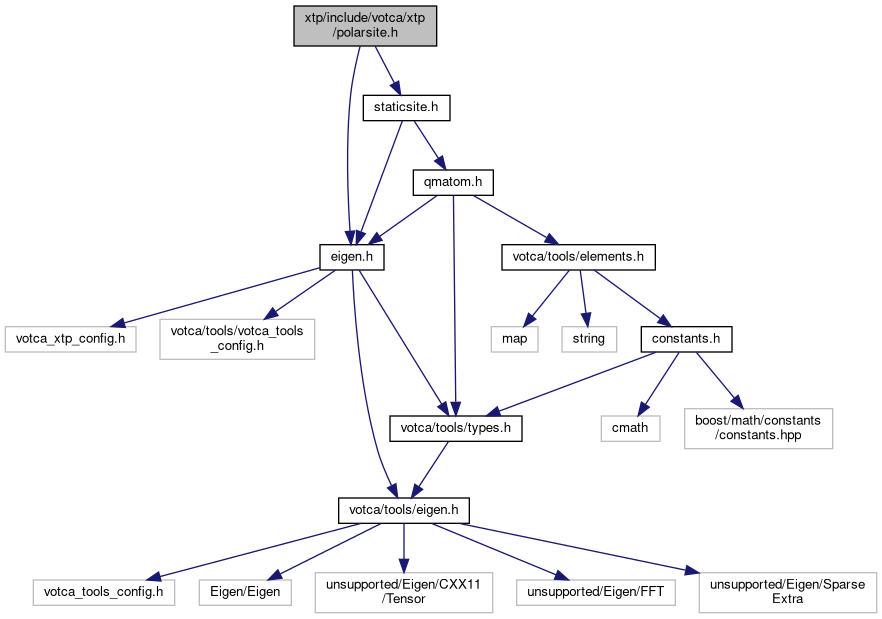 xtp/include/votca/xtp
/polarsite.h
staticsite.h
qmatom.h
eigen.h
votca/tools/elements.h
votca_xtp_config.h
votca/tools/votca_tools
_config.h
map
string
constants.h
votca/tools/types.h
cmath
boost/math/constants
/constants.hpp
votca/tools/eigen.h
votca_tools_config.h
Eigen/Eigen
unsupported/Eigen/CXX11
/Tensor
unsupported/Eigen/FFT
unsupported/Eigen/Sparse
Extra